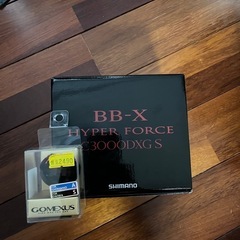 BB-X
HYPER FORCE
C3000DXG S
SHIMANO
GOMEXUS